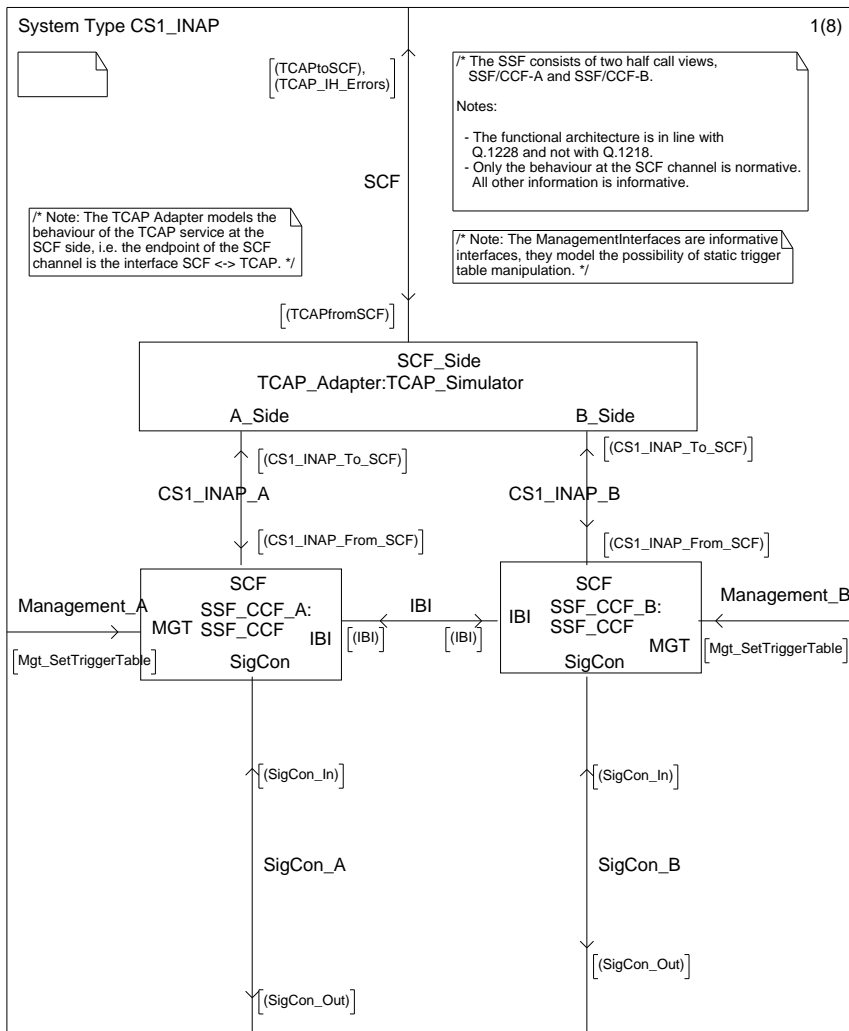 System Type CS1_INAP
1(8)
(TCAPtoSCF),
(TCAP_IH_Errors)
/* The SSF consists of two half call views,
SSF/CCF-A and SSF/CCF-B.
Notes:
- The functional architecture is in line with
Q.1228 and not with Q.1218.
- Only the behaviour at the SCF channel is normative.
All other information is informative.
SCF
/* Note: The TCAP Adapter models the
behaviour of the TCAP service at the
SCF side, i.e. the endpoint of the SCF
channel is the interface SCF <-> TCAP. */
/* Note: The ManagementInterfaces are informative
interfaces, they model the possibility of static trigger
table manipulation. */
(TCAPfromSCF)
SCF_Side
TCAP_Adapter:TCAP_Simulator
A_Side
B_Side
(CS1_INAP_To_SCF)
(CS1_INAP_To_SCF)
CS1_INAP_A
CS1_INAP_B
(CS1_INAP_From_SCF)
(CS1_INAP_From_SCF)
SCF
SCF
Management_A
SSF_CCF_A:
SSF_CCF
MGT
IBI
IBI
(IBI)
(IBI)
IBI
SSF_CCF_B:
SSF_CCF
MGT
Management_B
Mgt_SetTriggerTable
SigCon
SigCon
Mgt_SetTriggerTable
(SigCon_In)
(SigCon_In)
SigCon_A
SigCon_B
(SigCon_Out)
(SigCon_Out)